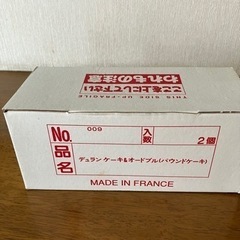 われもの注意
ここを上にして下さい
THIS SIDE UP・FRAGILE
No. 009
入数 2個
品名 デュラン ケーキ&オードブル(パウンドケーキ)
MADE IN FRANCE